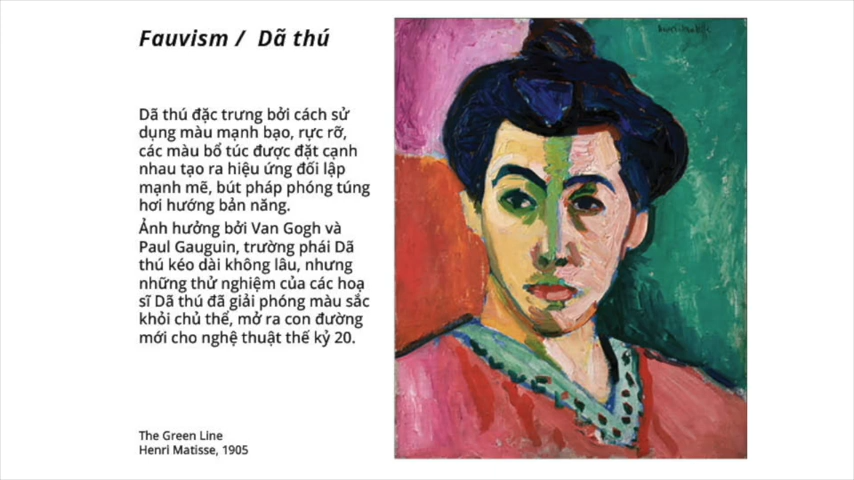 Fauvism / Dã thú
Dã thú đặc trưng bởi cách sử
dụng màu mạnh bạo, rực rỡ,
các màu bổ túc được đặt cạnh
nhau tạo ra hiệu ứng đối lập
mạnh mẽ, bút pháp phóng túng
hơi hướng bản năng.
Ảnh hưởng bởi Van Gogh và
Paul Gauguin, trường phái Dã
thú kéo dài không lâu, nhưng
những thử nghiệm của các hoạ
sĩ Dã thú đã giải phóng màu sắc
khỏi chủ thể, mở ra con đường
mới cho nghệ thuật thế kỷ 20.
The Green Line
Henri Matisse, 1905